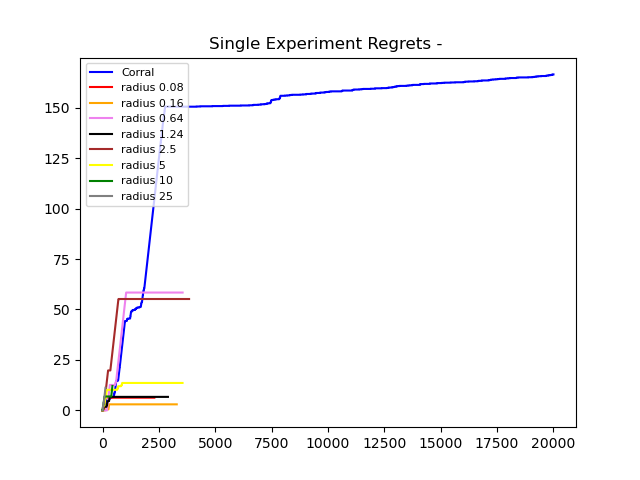 Single Experiment Regrets -
Corral
radius 0.08
radius 0.16
radius 0.64
radius 1.24
radius 2.5
radius 5
radius 10
radius 25
150
125
100
75
50
25
0
0 2500 5000 7500 10000 12500 15000 17500 20000